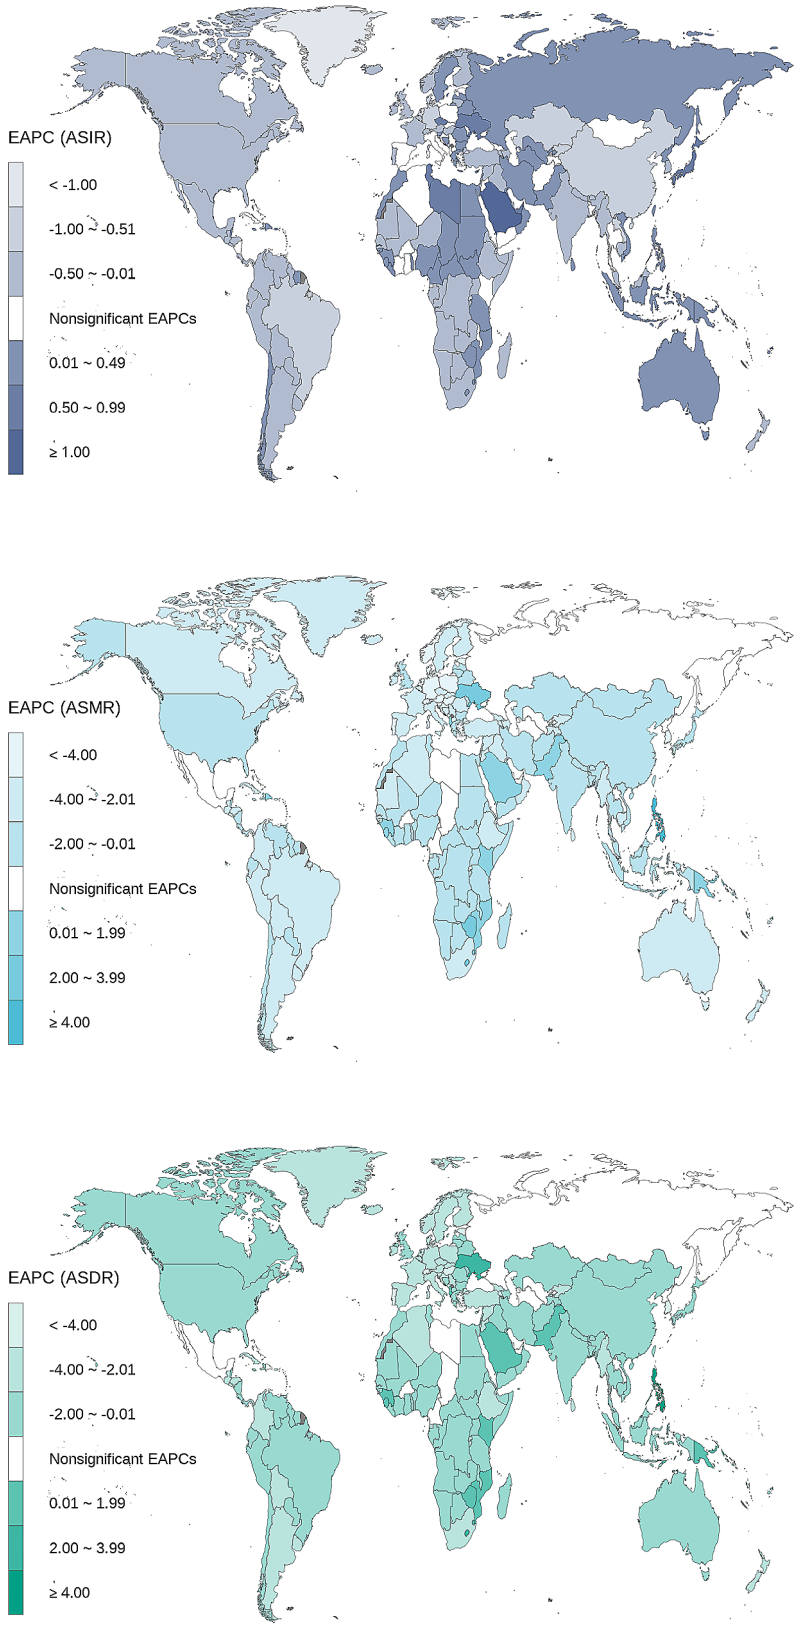 EAPC (ASIR)
< -1.00
-1.00 ~ -0.51
-0.50 ~ -0.01
Nonsignificant EAPCs
0.01 ~ 0.49
0.50 ~ 0.99
≥ 1.00
EAPC (ASMR)
< -4.00
-4.00 ~ -2.01
-2.00 ~ -0.01
Nonsignificant EAPCs
0.01 ~ 1.99
2.00 ~ 3.99
≥ 4.00
EAPC (ASDR)
< -4.00
-4.00 ~ -2.01
-2.00 ~ -0.01
Nonsignificant EAPCs
0.01 ~ 1.99
2.00 ~ 3.99
≥ 4.00